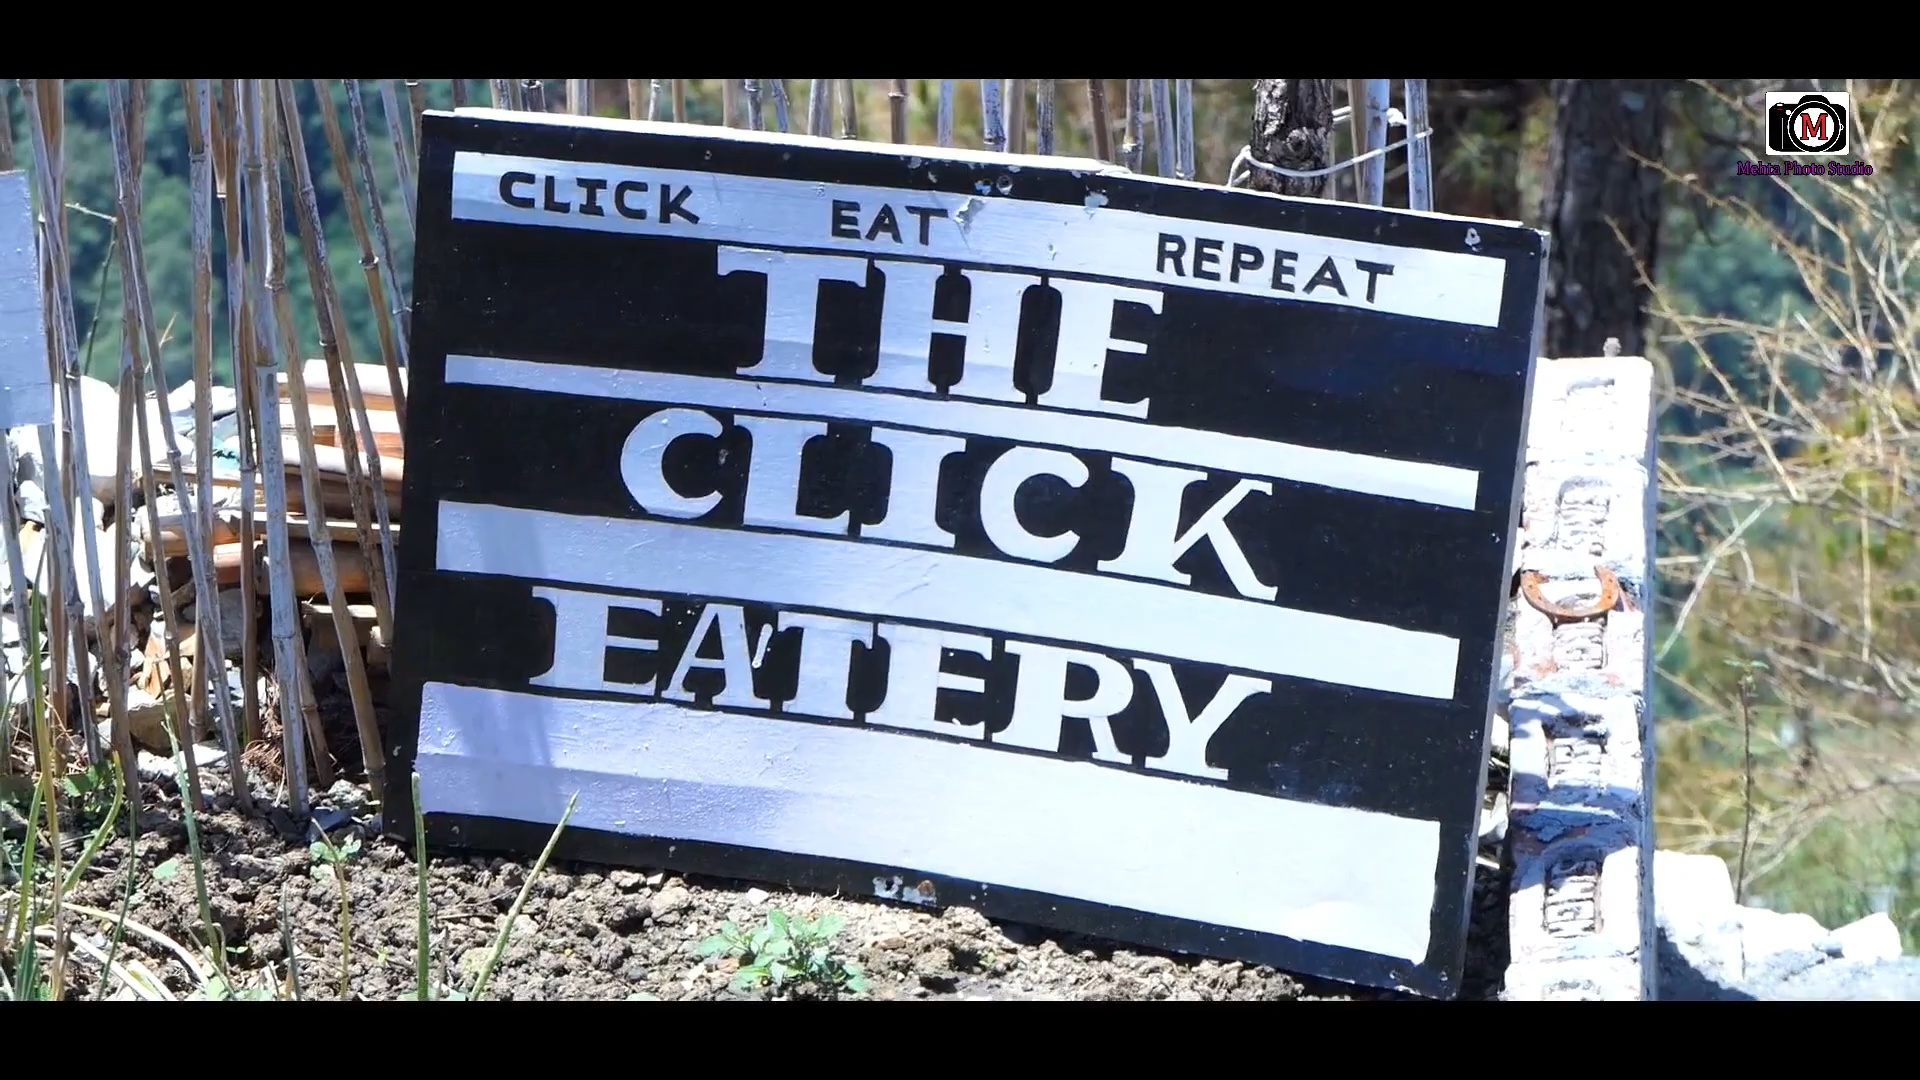 M
Mehta Photo Studio
CLICK EAT REPEAT
THE
CLICK
EATERY